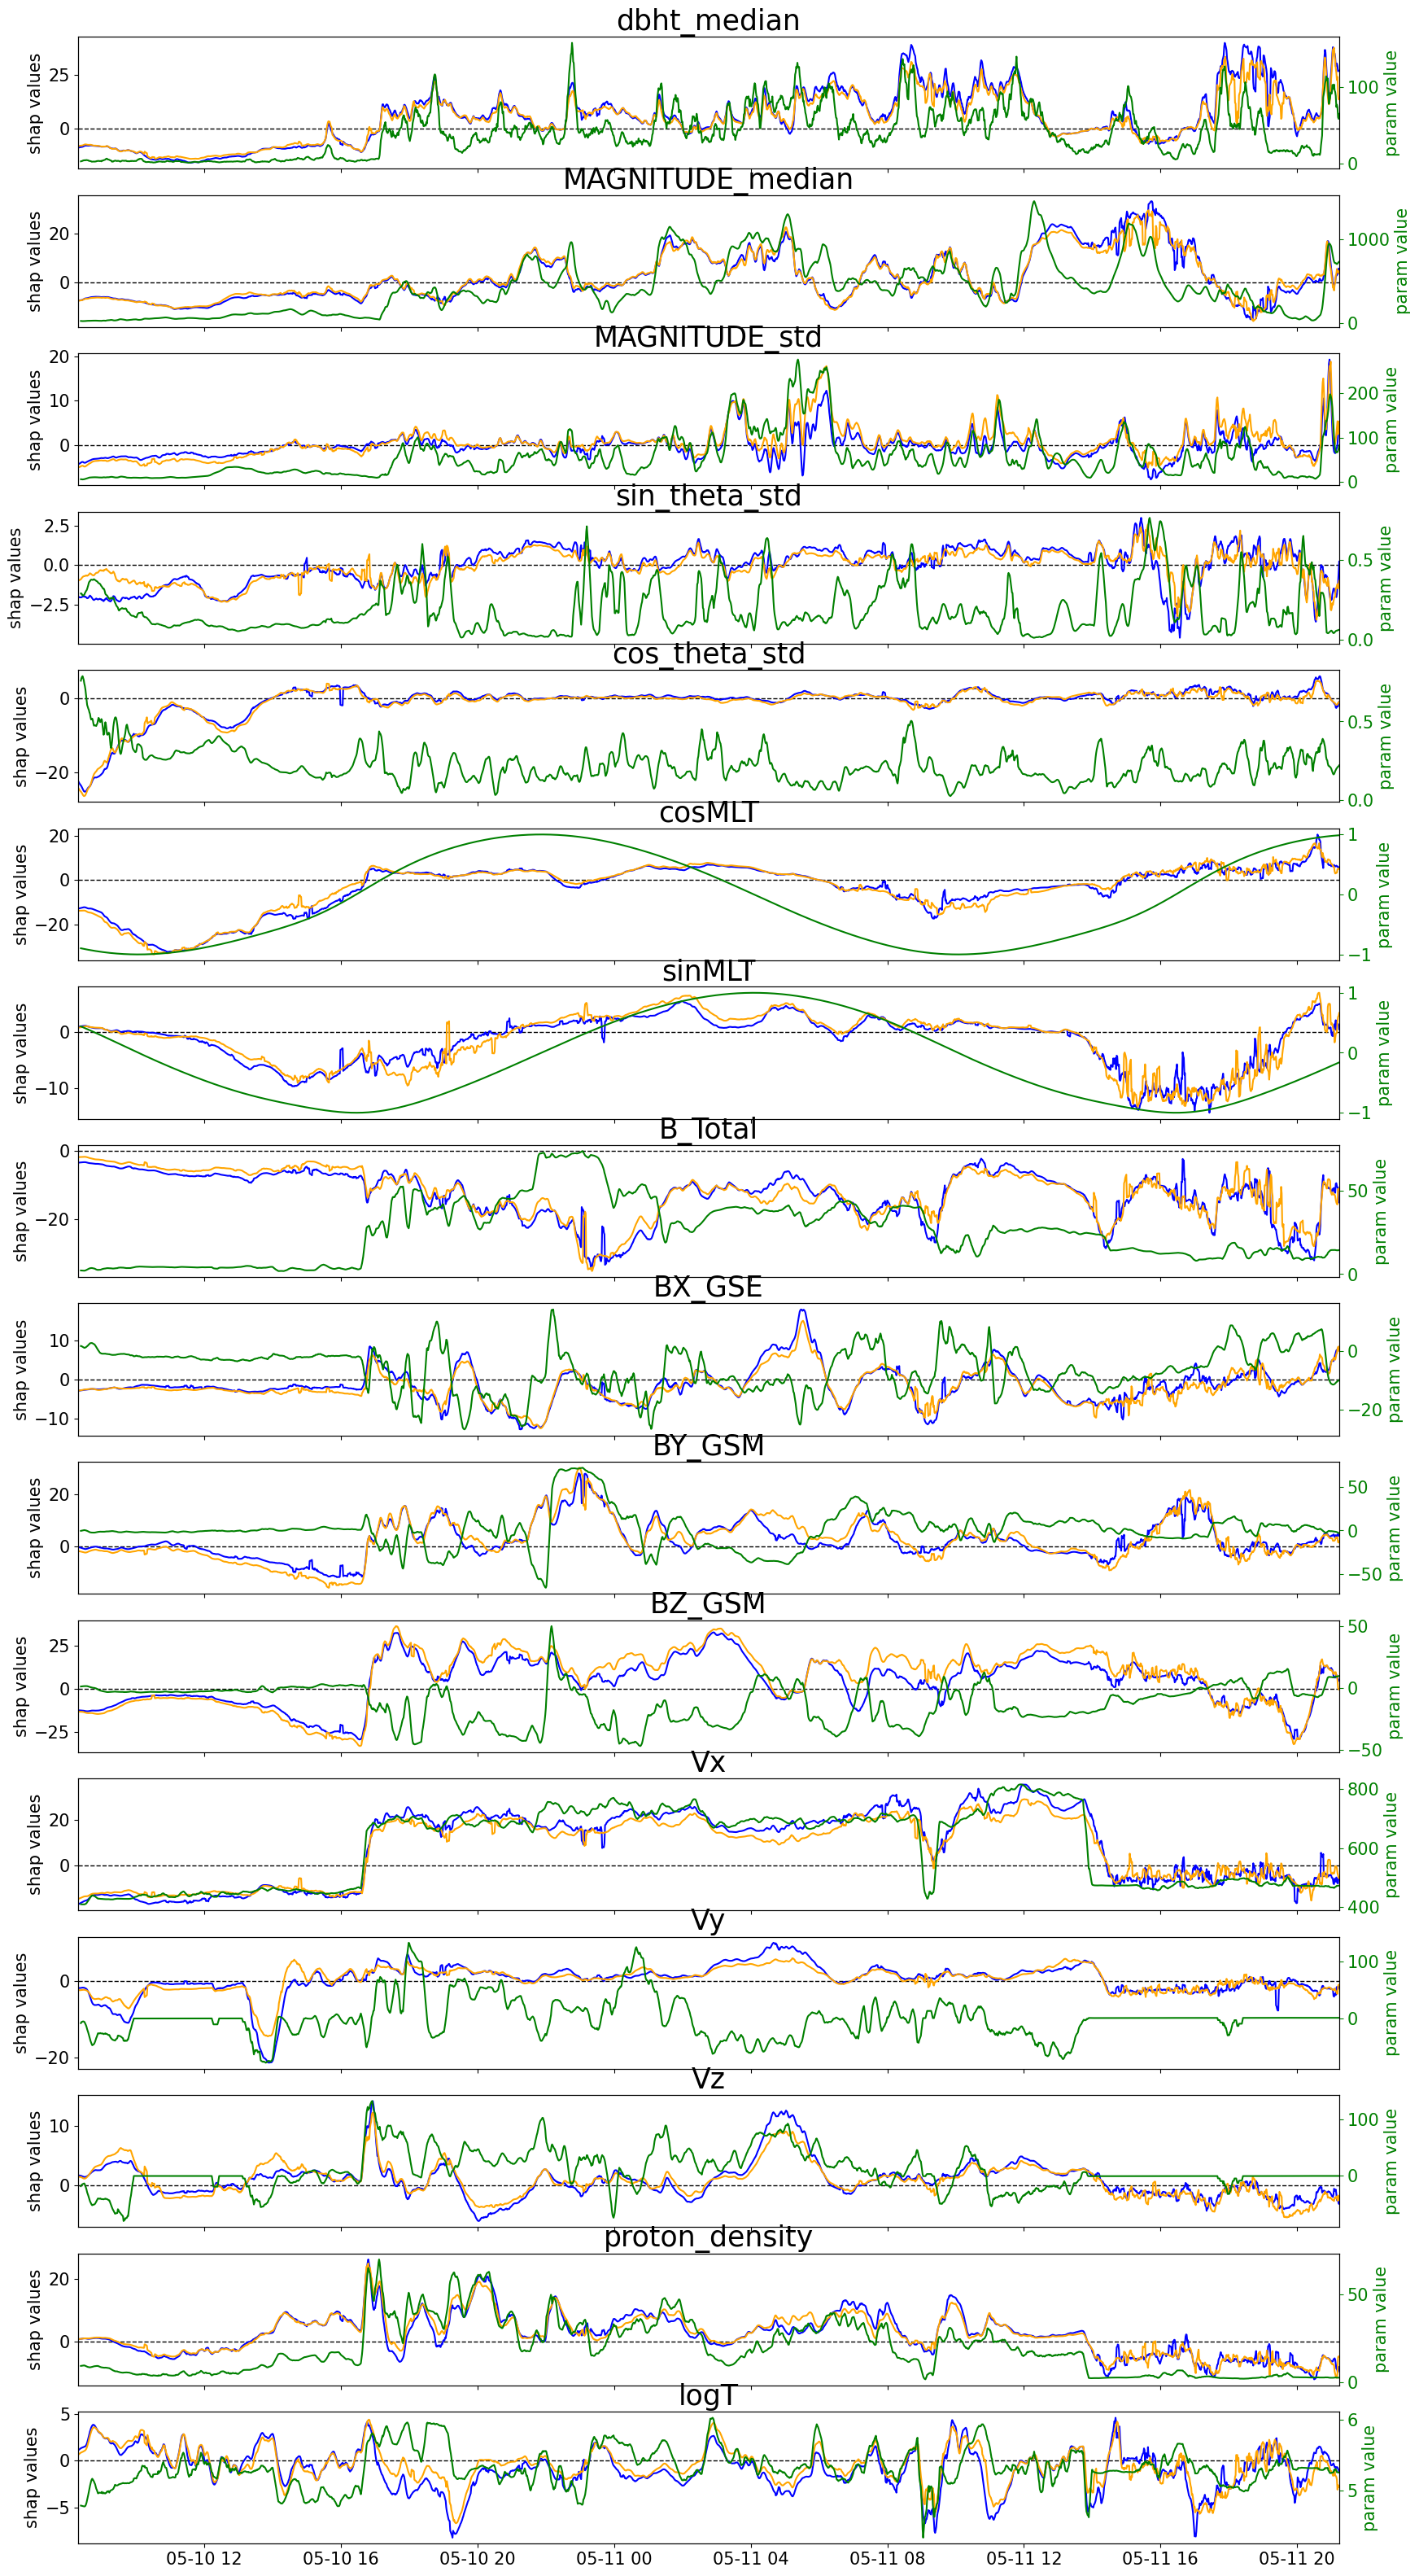 dbht_median
shap values
25
0
100
0
param value
MAGNITUDE_median
shap values
20
0
1000
0
param value
MAGNITUDE_std
shap values
20
10
0
200
100
0
param value
sin_theta_std
shap values
2.5
0.0
−2.5
0.5
0.0
param value
cos_theta_std
shap values
0
−20
0.5
0.0
param value
cosMLT
shap values
20
0
−20
1
0
−1
param value
sinMLT
shap values
0
−10
1
0
−1
param value
B_Total
shap values
0
−20
50
0
param value
BX_GSE
shap values
10
0
−10
0
−20
param value
BY_GSM
shap values
20
0
50
0
−50
param value
BZ_GSM
shap values
25
0
−25
50
0
−50
param value
Vx
shap values
20
0
800
600
400
param value
Vy
shap values
0
−20
100
0
param value
Vz
shap values
10
0
100
0
param value
proton_density
shap values
20
0
50
0
param value
logT
shap values
5
0
−5
6
5
param value
05-10 12
05-10 16
05-10 20
05-11 00
05-11 04
05-11 08
05-11 12
05-11 16
05-11 20